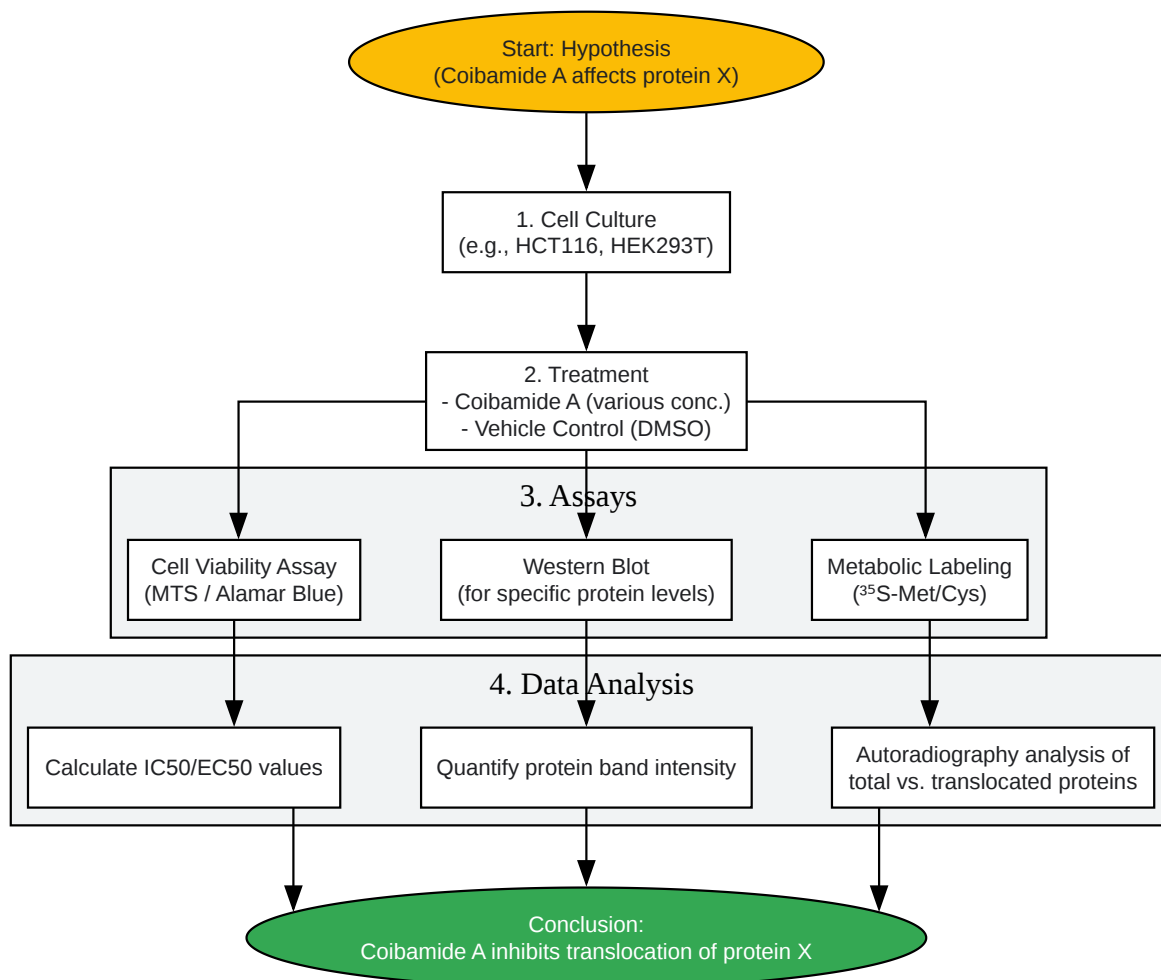 Start: Hypothesis
(Coibamide A affects protein X)
1. Cell Culture
(e.g., HCT116, HEK293T)
2. Treatment
- Coibamide A (various conc.)
- Vehicle Control (DMSO)
3. Assays
Cell Viability Assay
(MTS / Alamar Blue)
Western Blot
(for specific protein levels)
Metabolic Labeling
(³⁵S-Met/Cys)
4. Data Analysis
Calculate IC50/EC50 values
Quantify protein band intensity
Autoradiography analysis of
total vs. translocated proteins
Conclusion:
Coibamide A inhibits translocation of protein X